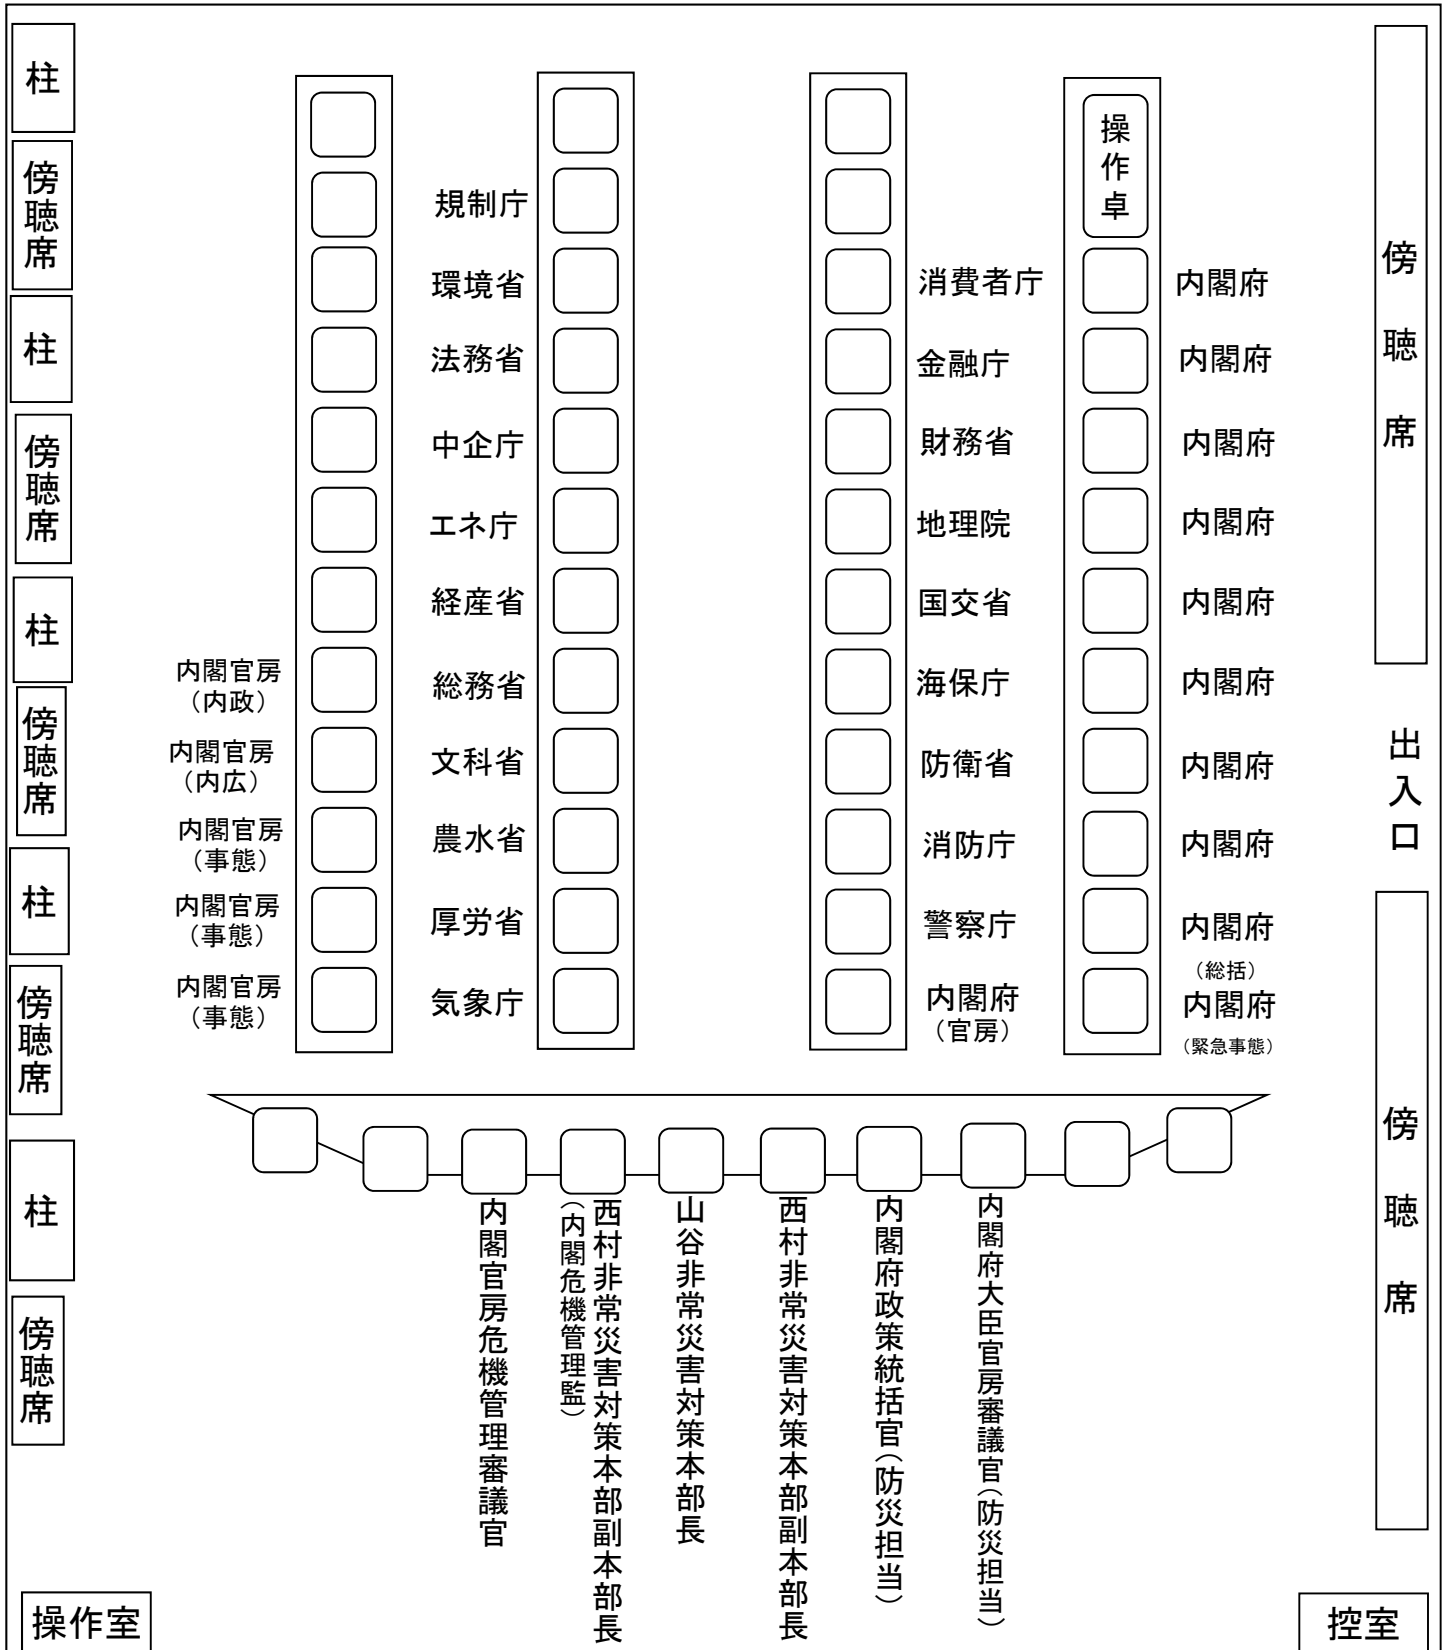 柱
傍聴席
柱
傍聴席
柱
傍聴席
柱
傍聴席
柱
傍聴席
内閣官房
（内政）
内閣官房
（内広）
内閣官房
（事態）
内閣官房
（事態）
内閣官房
（事態）
規制庁
環境省
法務省
中企庁
エネ庁
経産省
総務省
文科省
農水省
厚労省
気象庁
消費者庁
金融庁
財務省
地理院
国交省
海保庁
防衛省
消防庁
警察庁
内閣府
（官房）
操作卓
内閣府
内閣府
内閣府
内閣府
内閣府
内閣府
内閣府
内閣府
内閣府
（総括）
内閣府
（緊急事態）
傍聴席
出入口
傍聴席
内閣官房危機管理審議官
西村非常災害対策本部副本部長
（内閣危機管理監）
山谷非常災害対策本部長
西村非常災害対策本部副本部長
内閣府政策統括官（防災担当）
内閣府大臣官房審議官（防災担当）
操作室
控室